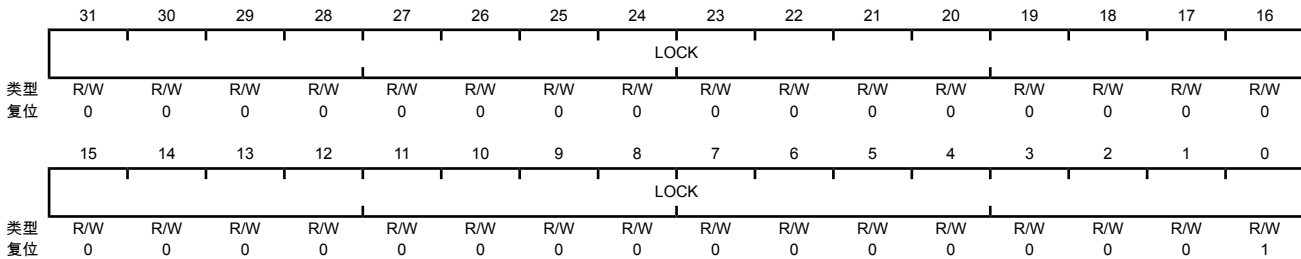 31 30 29 28 27 26 25 24 23 22 21 20 19 18 17 16
LOCK
类型 R/W R/W R/W R/W R/W R/W R/W R/W R/W R/W R/W R/W R/W R/W R/W R/W
复位 0 0 0 0 0 0 0 0 0 0 0 0 0 0 0 0
15 14 13 12 11 10 9 8 7 6 5 4 3 2 1 0
LOCK
类型 R/W R/W R/W R/W R/W R/W R/W R/W R/W R/W R/W R/W R/W R/W R/W R/W
复位 0 0 0 0 0 0 0 0 0 0 0 0 0 0 0 1